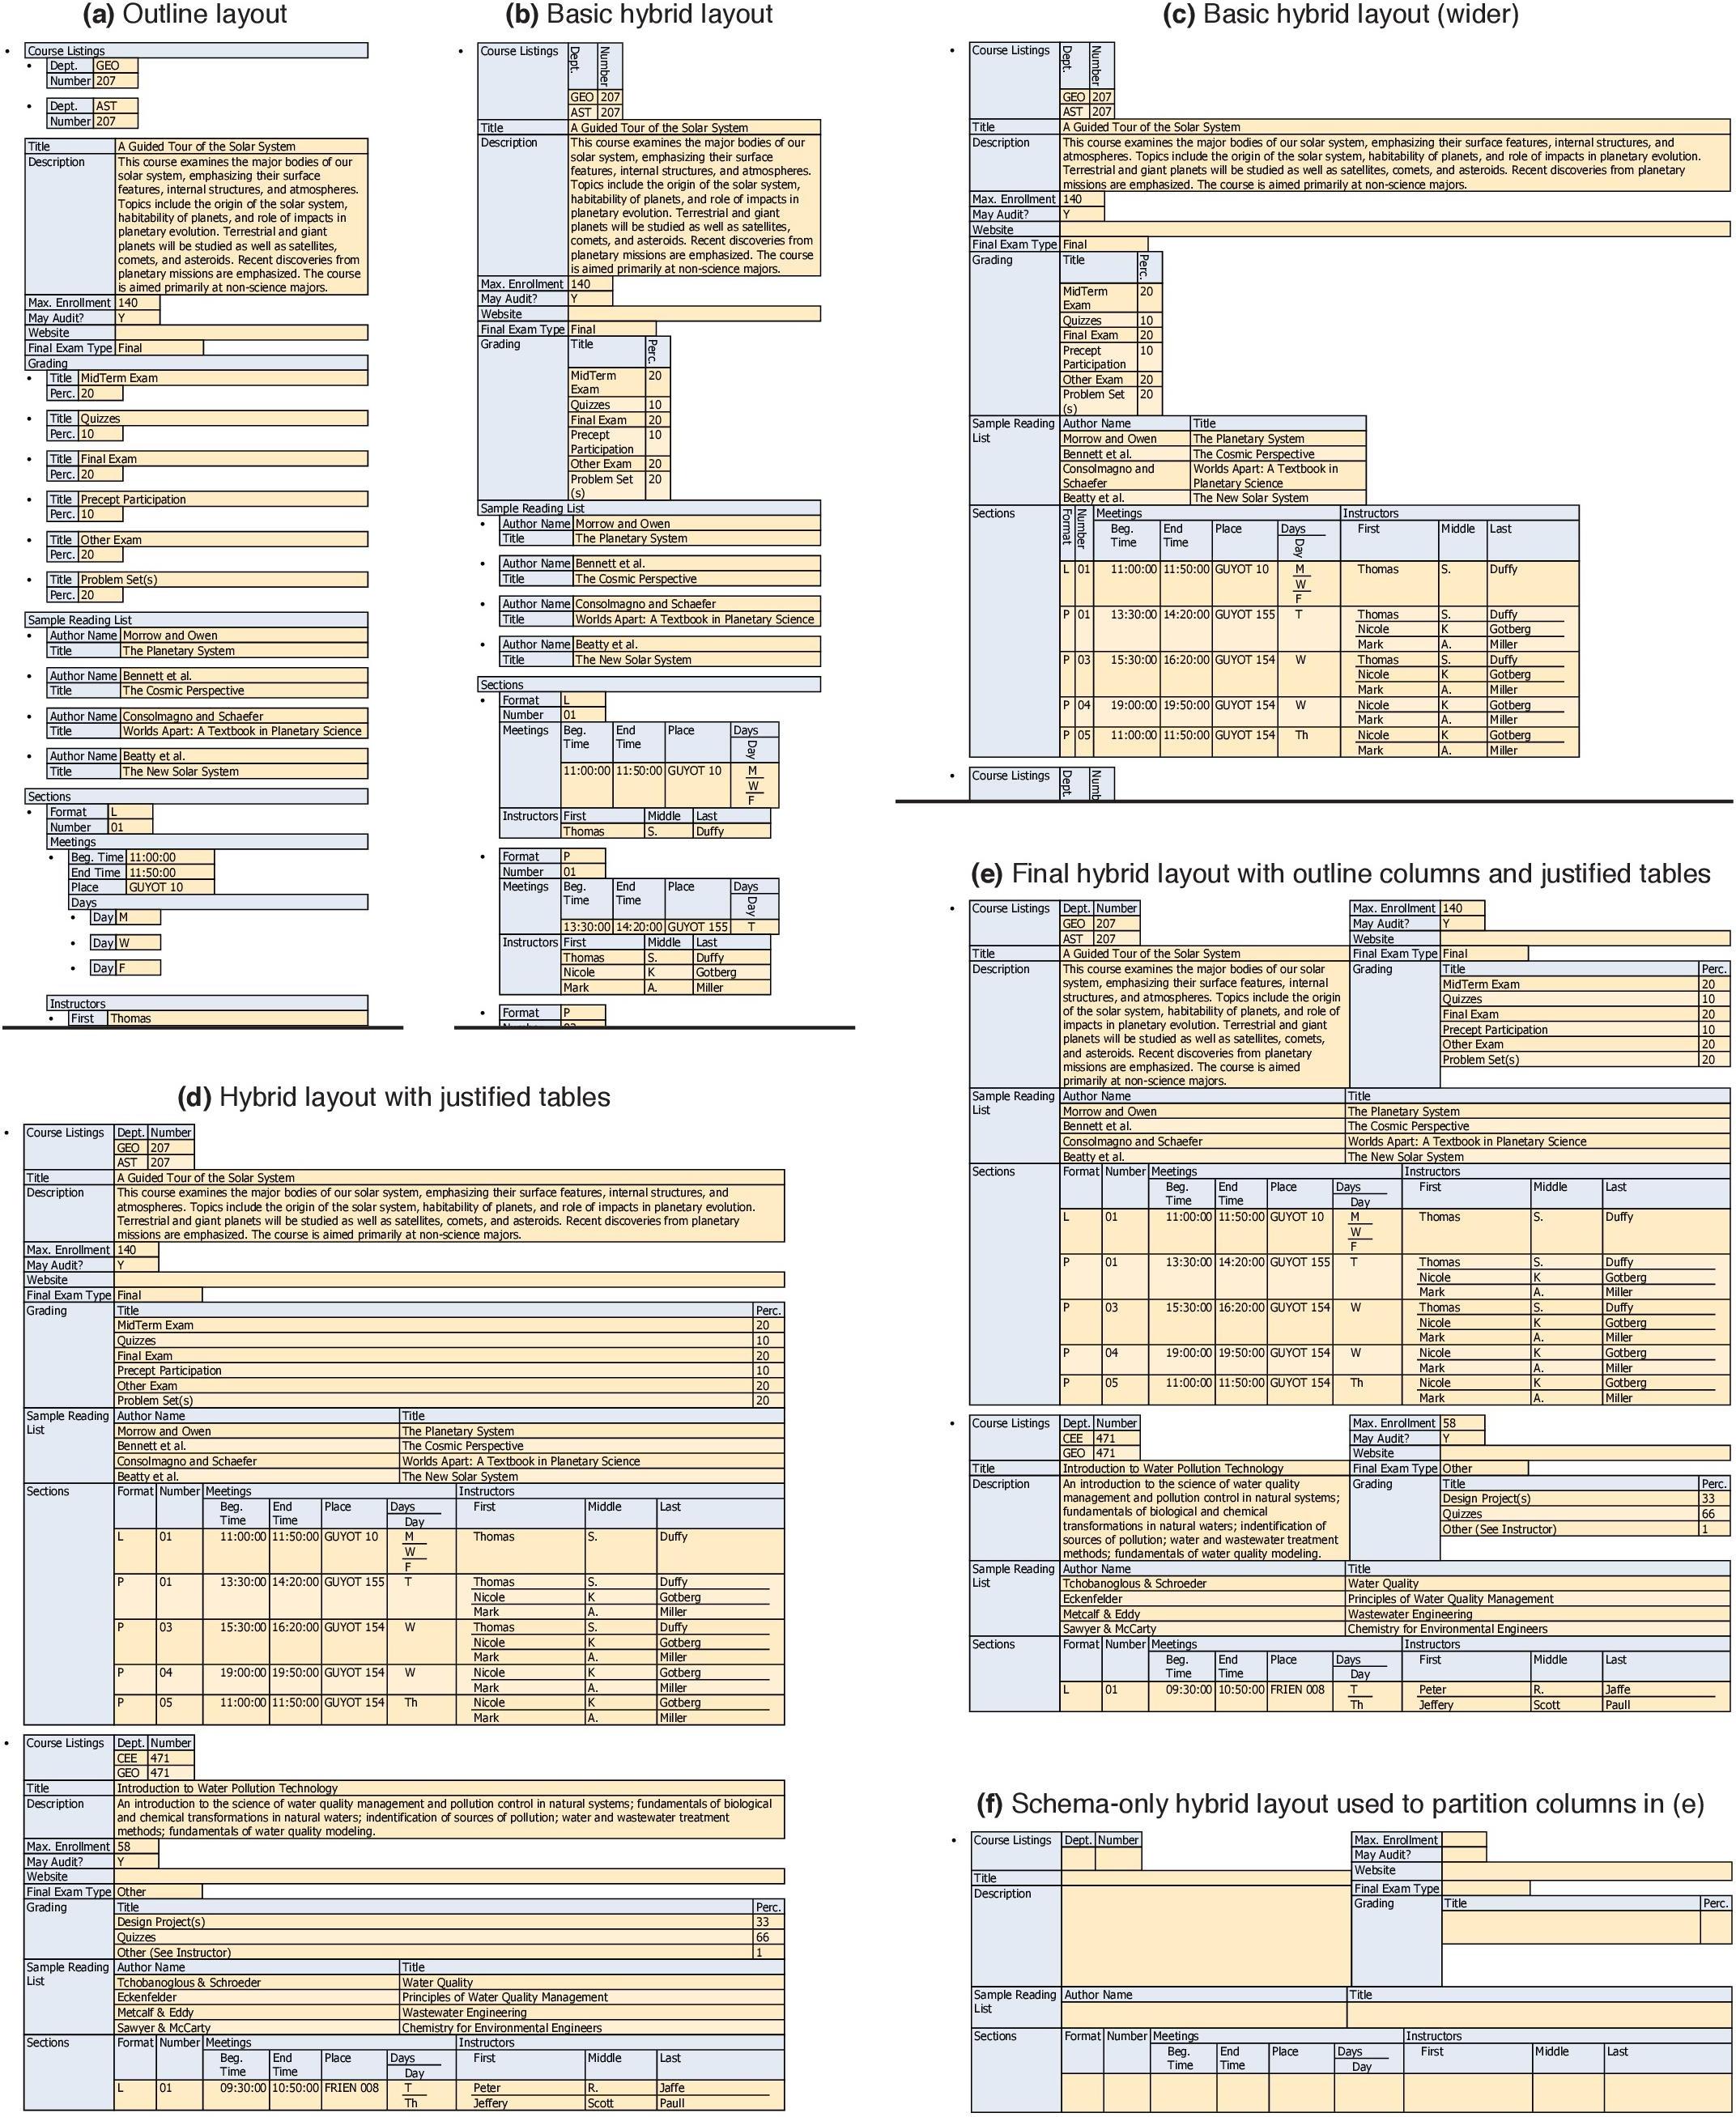 (a) Outline layout
Course Listings
Dept. GEO
Number 207
Dept. AST
Number 207
Title A Guided Tour of the Solar System
Description This course examines the major bodies of our
solar system, emphasizing their surface
features, internal structures, and atmospheres.
Topics include the origin of the solar system,
habitability of planets, and role of impacts in
planetary evolution. Terrestrial and giant
planets will be studied as well as satellites,
comets, and asteroids. Recent discoveries from
planetary missions are emphasized. The course
is aimed primarily at non-science majors.
Max. Enrollment 140
May Audit? Y
Website
Final Exam Type Final
Grading
Title MidTerm Exam
Perc. 20
Title Quizzes
Perc. 10
Title Final Exam
Perc. 20
Title Precept Participation
Perc. 10
Title Other Exam
Perc. 20
Title Problem Set(s)
Perc. 20
Sample Reading List
Author Name Morrow and Owen
Title The Planetary System
Author Name Bennett et al.
Title The Cosmic Perspective
Author Name Consolmagno and Schaefer
Title Worlds Apart: A Textbook in Planetary Science
Author Name Beatty et al.
Title The New Solar System
Sections
Format L
Number 01
Meetings
Beg. Time 11:00:00
End Time 11:50:00
Place GUYOT 10
Days
Day M
Day W
Day F
Instructors
First Thomas
(b) Basic hybrid layout
Course Listings Dept. Number
GEO 207
AST 207
Title A Guided Tour of the Solar System
Description This course examines the major bodies of our
solar system, emphasizing their surface
features, internal structures, and atmospheres.
Topics include the origin of the solar system,
habitability of planets, and role of impacts in
planetary evolution. Terrestrial and giant
planets will be studied as well as satellites,
comets, and asteroids. Recent discoveries from
planetary missions are emphasized. The course
is aimed primarily at non-science majors.
Max. Enrollment 140
May Audit? Y
Website
Final Exam Type Final
Grading Title Perc.
MidTerm 20
Exam
Quizzes 10
Final Exam 20
Precept 10
Participation
Other Exam 20
Problem Set 20
(s)
Sample Reading List
Author Name Morrow and Owen
Title The Planetary System
Author Name Bennett et al.
Title The Cosmic Perspective
Author Name Consolmagno and Schaefer
Title Worlds Apart: A Textbook in Planetary Science
Author Name Beatty et al.
Title The New Solar System
Sections
Format L
Number 01
Meetings Beg. End Place Days
Time Time Day
11:00:00 11:50:00 GUYOT 10 M
W
F
Instructors First Middle Last
Thomas S. Duffy
Format P
Number 01
Meetings Beg. End Place Days
Time Time Day
13:30:00 14:20:00 GUYOT 155 T
Instructors First Middle Last
Thomas S. Duffy
Nicole K Gotberg
Mark A. Miller
Format P
(c) Basic hybrid layout (wider)
Course Listings Dept. Number
GEO 207
AST 207
Title A Guided Tour of the Solar System
Description This course examines the major bodies of our solar system, emphasizing their surface features, internal structures, and
atmospheres. Topics include the origin of the solar system, habitability of planets, and role of impacts in planetary evolution.
Terrestrial and giant planets will be studied as well as satellites, comets, and asteroids. Recent discoveries from planetary
missions are emphasized. The course is aimed primarily at non-science majors.
Max. Enrollment 140
May Audit? Y
Website
Final Exam Type Final
Grading Title Perc.
MidTerm 20
Exam
Quizzes 10
Final Exam 20
Precept 10
Participation
Other Exam 20
Problem Set 20
(s)
Sample Reading Author Name Title
List Morrow and Owen The Planetary System
Bennett et al. The Cosmic Perspective
Consolmagno and Worlds Apart: A Textbook in
Schaefer Planetary Science
Beatty et al. The New Solar System
Sections Format Number Meetings Instructors
Beg. End Place Days First Middle Last
Time Time Day
L 01 11:00:00 11:50:00 GUYOT 10 M Thomas S. Duffy
W
F
P 01 13:30:00 14:20:00 GUYOT 155 T Thomas S. Duffy
Nicole K Gotberg
Mark A. Miller
P 03 15:30:00 16:20:00 GUYOT 154 W Thomas S. Duffy
Nicole K Gotberg
Mark A. Miller
P 04 19:00:00 19:50:00 GUYOT 154 W Nicole K Gotberg
Mark A. Miller
P 05 11:00:00 11:50:00 GUYOT 154 Th Nicole K Gotberg
Mark A. Miller
Course Listings Dept. Numb
(d) Hybrid layout with justified tables
Course Listings Dept. Number
GEO 207
AST 207
Title A Guided Tour of the Solar System
Description This course examines the major bodies of our solar system, emphasizing their surface features, internal structures, and
atmospheres. Topics include the origin of the solar system, habitability of planets, and role of impacts in planetary evolution.
Terrestrial and giant planets will be studied as well as satellites, comets, and asteroids. Recent discoveries from planetary
missions are emphasized. The course is aimed primarily at non-science majors.
Max. Enrollment 140
May Audit? Y
Website
Final Exam Type Final
Grading Title Perc.
MidTerm Exam 20
Quizzes 10
Final Exam 20
Precept Participation 10
Other Exam 20
Problem Set(s) 20
Sample Reading Author Name Title
List Morrow and Owen The Planetary System
Bennett et al. The Cosmic Perspective
Consolmagno and Schaefer Worlds Apart: A Textbook in Planetary Science
Beatty et al. The New Solar System
Sections Format Number Meetings Instructors
Beg. End Place Days First Middle Last
Time Time Day
L 01 11:00:00 11:50:00 GUYOT 10 M Thomas S. Duffy
W
F
P 01 13:30:00 14:20:00 GUYOT 155 T Thomas S. Duffy
Nicole K Gotberg
Mark A. Miller
P 03 15:30:00 16:20:00 GUYOT 154 W Thomas S. Duffy
Nicole K Gotberg
Mark A. Miller
P 04 19:00:00 19:50:00 GUYOT 154 W Nicole K Gotberg
Mark A. Miller
P 05 11:00:00 11:50:00 GUYOT 154 Th Nicole K Gotberg
Mark A. Miller
Course Listings Dept. Number
CEE 471
GEO 471
Title Introduction to Water Pollution Technology
Description An introduction to the science of water quality management and pollution control in natural systems; fundamentals of biological
and chemical transformations in natural waters; indentification of sources of pollution; water and wastewater treatment
methods; fundamentals of water quality modeling.
Max. Enrollment 58
May Audit? Y
Website
Final Exam Type Other
Grading Title Perc.
Design Project(s) 33
Quizzes 66
Other (See Instructor) 1
Sample Reading Author Name Title
List Tchobanoglous & Schroeder Water Quality
Eckenfelder Principles of Water Quality Management
Metcalf & Eddy Wastewater Engineering
Sawyer & McCarty Chemistry for Environmental Engineers
Sections Format Number Meetings Instructors
Beg. End Place Days First Middle Last
Time Time Day
L 01 09:30:00 10:50:00 FRIEN 008 T Peter R. Jaffe
Th Jeffery Scott Paull
(e) Final hybrid layout with outline columns and justified tables
Course Listings Dept. Number
GEO 207
AST 207
Title A Guided Tour of the Solar System
Description This course examines the major bodies of our solar
system, emphasizing their surface features, internal
structures, and atmospheres. Topics include the origin
of the solar system, habitability of planets, and role of
impacts in planetary evolution. Terrestrial and giant
planets will be studied as well as satellites, comets,
and asteroids. Recent discoveries from planetary
missions are emphasized. The course is aimed
primarily at non-science majors.
Max. Enrollment 140
May Audit? Y
Website
Final Exam Type Final
Grading Title Perc.
MidTerm Exam 20
Quizzes 10
Final Exam 20
Precept Participation 10
Other Exam 20
Problem Set(s) 20
Sample Reading Author Name Title
List Morrow and Owen The Planetary System
Bennett et al. The Cosmic Perspective
Consolmagno and Schaefer Worlds Apart: A Textbook in Planetary Science
Beatty et al. The New Solar System
Sections Format Number Meetings Instructors
Beg. End Place Days First Middle Last
Time Time Day
L 01 11:00:00 11:50:00 GUYOT 10 M Thomas S. Duffy
W
F
P 01 13:30:00 14:20:00 GUYOT 155 T Thomas S. Duffy
Nicole K Gotberg
Mark A. Miller
P 03 15:30:00 16:20:00 GUYOT 154 W Thomas S. Duffy
Nicole K Gotberg
Mark A. Miller
P 04 19:00:00 19:50:00 GUYOT 154 W Nicole K Gotberg
Mark A. Miller
P 05 11:00:00 11:50:00 GUYOT 154 Th Nicole K Gotberg
Mark A. Miller
Course Listings Dept. Number
CEE 471
GEO 471
Title Introduction to Water Pollution Technology
Description An introduction to the science of water quality
management and pollution control in natural systems;
fundamentals of biological and chemical
transformations in natural waters; indentification of
sources of pollution; water and wastewater treatment
methods; fundamentals of water quality modeling.
Max. Enrollment 58
May Audit? Y
Website
Final Exam Type Other
Grading Title Perc.
Design Project(s) 33
Quizzes 66
Other (See Instructor) 1
Sample Reading Author Name Title
List Tchobanoglous & Schroeder Water Quality
Eckenfelder Principles of Water Quality Management
Metcalf & Eddy Wastewater Engineering
Sawyer & McCarty Chemistry for Environmental Engineers
Sections Format Number Meetings Instructors
Beg. End Place Days First Middle Last
Time Time Day
L 01 09:30:00 10:50:00 FRIEN 008 T Peter R. Jaffe
Th Jeffery Scott Paull
(f) Schema-only hybrid layout used to partition columns in (e)
Course Listings Dept. Number
Title
Description
Max. Enrollment
May Audit?
Website
Final Exam Type
Grading Title Perc.
Sample Reading Author Name Title
List
Sections Format Number Meetings Instructors
Beg. End Place Days First Middle Last
Time Time Day